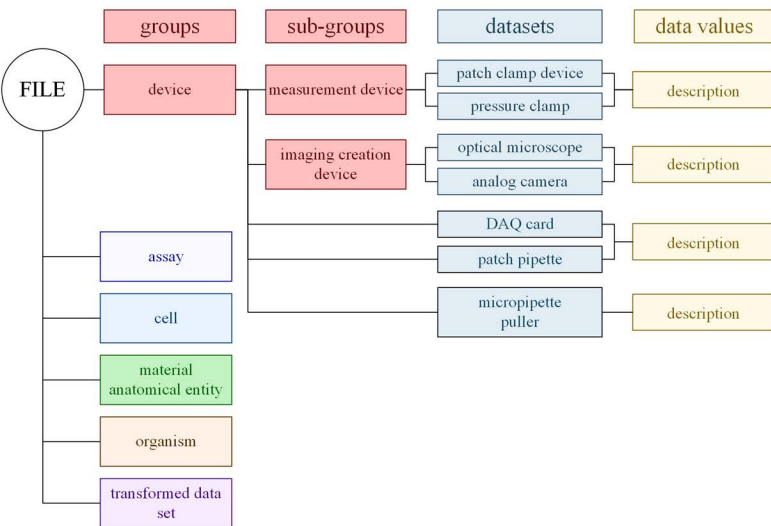 groups
sub-groups
datasets
data values
FILE
device
measurement device
patch clamp device
pressure clamp
description
imaging creation
device
optical microscope
analog camera
description
DAQ card
patch pipette
description
micropipette
puller
description
assay
cell
material
anatomical entity
organism
transformed data
set